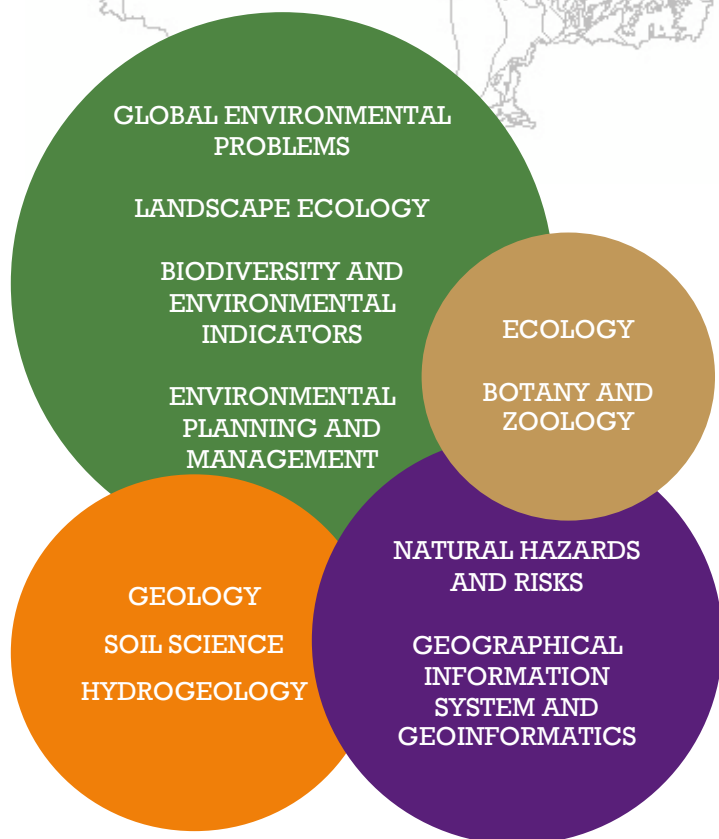 GLOBAL ENVIRONMENTAL
PROBLEMS
LANDSCAPE ECOLOGY
BIODIVERSITY AND
ENVIRONMENTAL
INDICATORS
ENVIRONMENTAL
PLANNING AND
MANAGEMENT
ECOLOGY
BOTANY AND
ZOOLOGY
GEOLOGY
SOIL SCIENCE
HYDROGEOLOGY
NATURAL HAZARDS
AND RISKS
GEOGRAPHICAL
INFORMATION
SYSTEM AND
GEOINFORMATICS